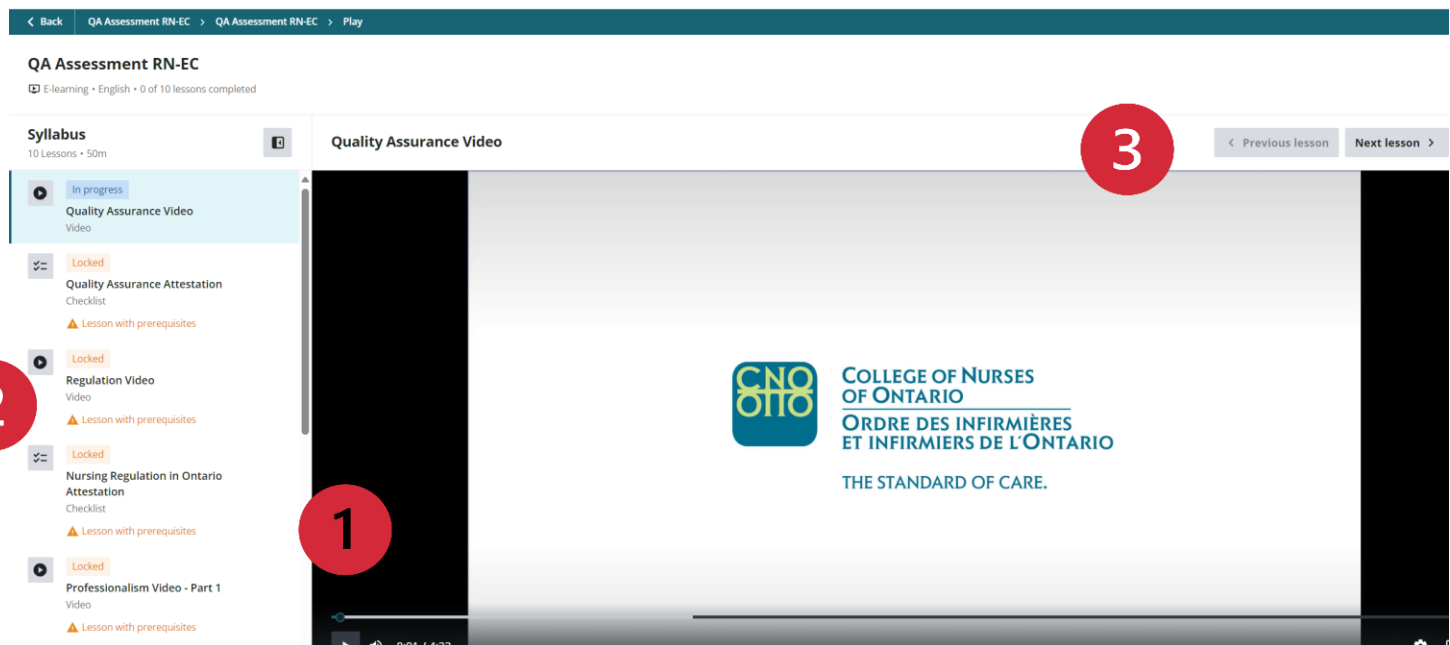 Back QA Assessment RN-EC > QA Assessment RN-EC > Play
QA Assessment RN-EC
E-learning • English • 0 of 10 lessons completed
Syllabus
10 Lessons • 50m
In progress
Quality Assurance Video
Video
Locked
Quality Assurance Attestation
Checklist
Lesson with prerequisites
Locked
Regulation Video
Video
Lesson with prerequisites
2
Locked
Nursing Regulation in Ontario
Attestation
Checklist
Lesson with prerequisites
Locked
Professionalism Video - Part 1
Video
Lesson with prerequisites
1
Quality Assurance Video
3
Previous lesson
Next lesson
CNO
OIIO
COLLEGE OF NURSES
OF ONTARIO
ORDRE DES INFIRMIÈRES
ET INFIRMIERS DE L'ONTARIO
THE STANDARD OF CARE.